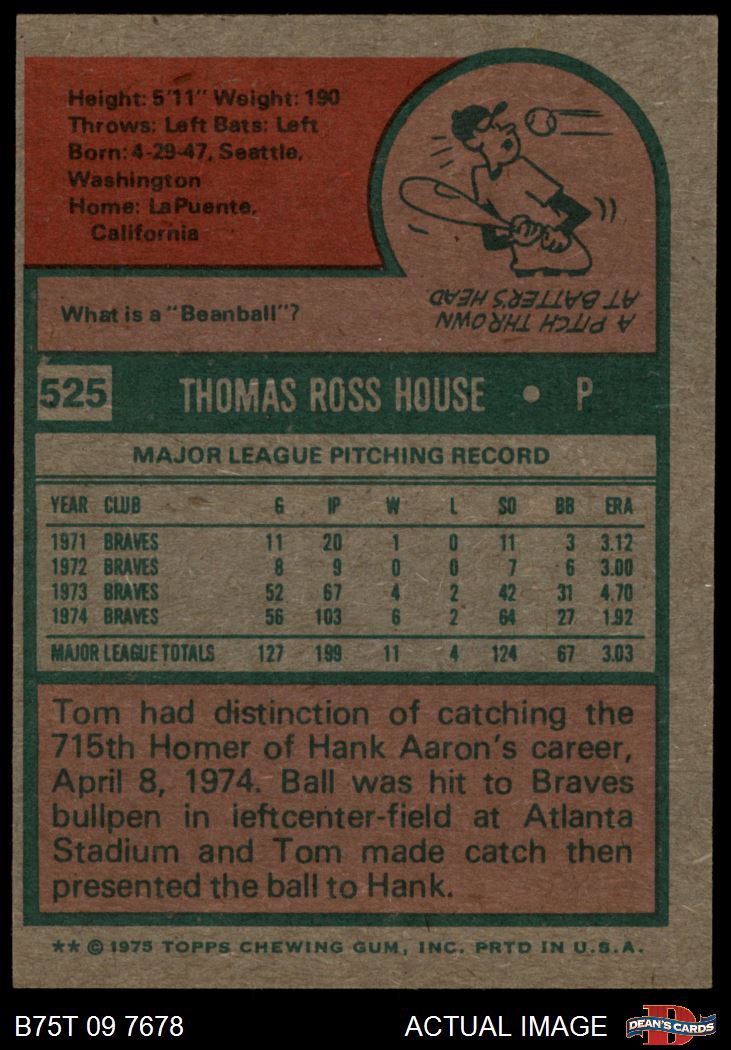 Height: 5'11" Weight: 190
Throws: Left Bats: Left
Born: 4-29-47, Seattle,
Washington
Home: LaPuente,
California
What is a "Beanball"?
A PITCH THROWN
AT BATTER'S HEAD
525 THOMAS ROSS HOUSE • P
MAJOR LEAGUE PITCHING RECORD
YEAR CLUB G IP W L SO BB ERA
1971 BRAVES 11 20 1 0 11 3 3.12
1972 BRAVES 8 9 0 0 7 6 3.00
1973 BRAVES 52 67 4 2 42 31 4.70
1974 BRAVES 56 103 6 2 64 27 1.92
MAJOR LEAGUE TOTALS 127 199 11 4 124 67 3.03
Tom had distinction of catching the
715th Homer of Hank Aaron's career,
April 8, 1974. Ball was hit to Braves
bullpen in ieftcenter-field at Atlanta
Stadium and Tom made catch then
presented the ball to Hank.
** © 1975 TOPPS CHEWING GUM, INC. PRTD IN U.S.A.
B75T 09 7678 ACTUAL IMAGE D DEAN'S CARDS